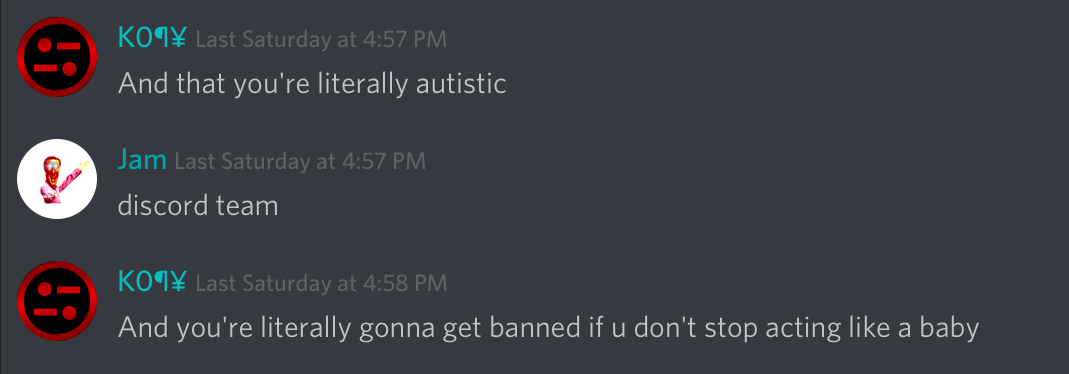 K0¶¥ Last Saturday at 4:57 PM
And that you're literally autistic
Jam Last Saturday at 4:57 PM
discord team
K0¶¥ Last Saturday at 4:58 PM
And you're literally gonna get banned if u don't stop acting like a baby